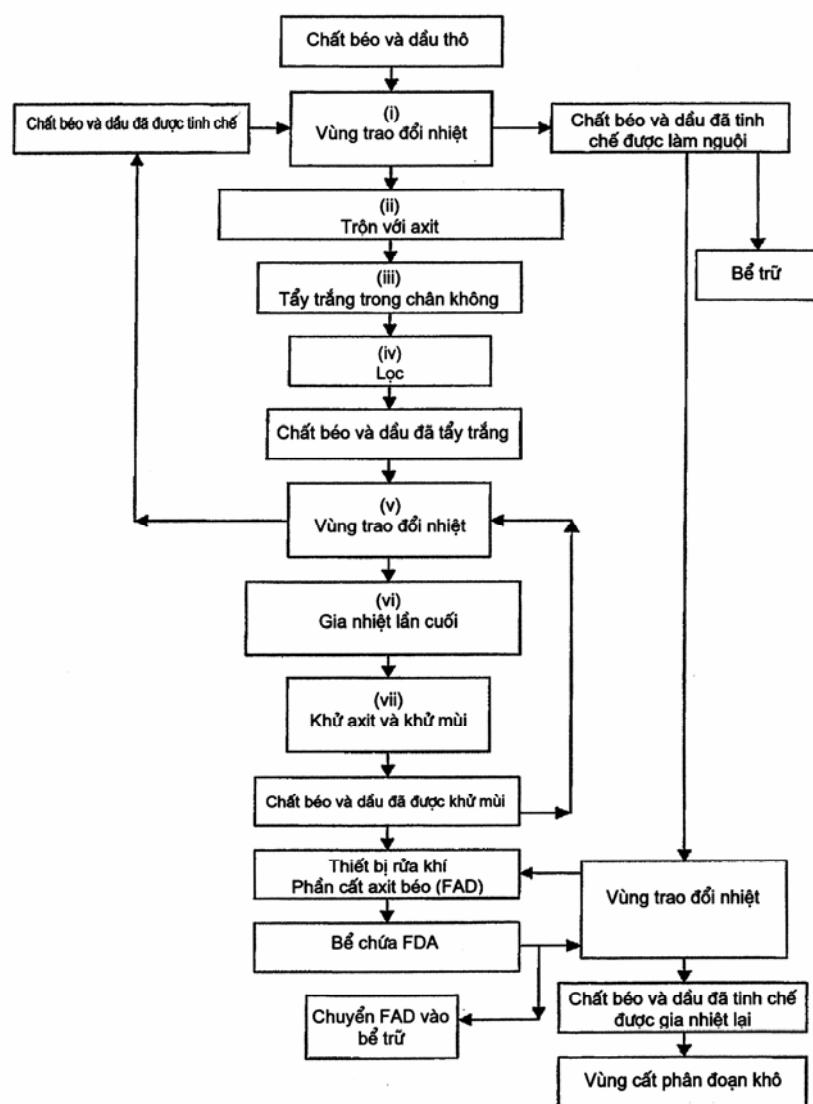 Chất béo và dầu thô
Chất béo và dầu đã được tinh chế
(i)
Vùng trao đổi nhiệt
Chất béo và dầu đã tinh
chế được làm nguội
(ii)
Trộn với axit
Bể trữ
(iii)
Tẩy trắng trong chân không
(iv)
Lọc
Chất béo và dầu đã tẩy trắng
(v)
Vùng trao đổi nhiệt
(vi)
Gia nhiệt lần cuối
(vii)
Khử axit và khử mùi
Chất béo và dầu đã được khử mùi
Thiết bị rửa khí
Phần cất axit béo (FAD)
Vùng trao đổi nhiệt
Bể chứa FDA
Chất béo và dầu đã tinh chế
được gia nhiệt lại
Chuyển FAD vào
bể trữ
Vùng cất phân đoạn khô